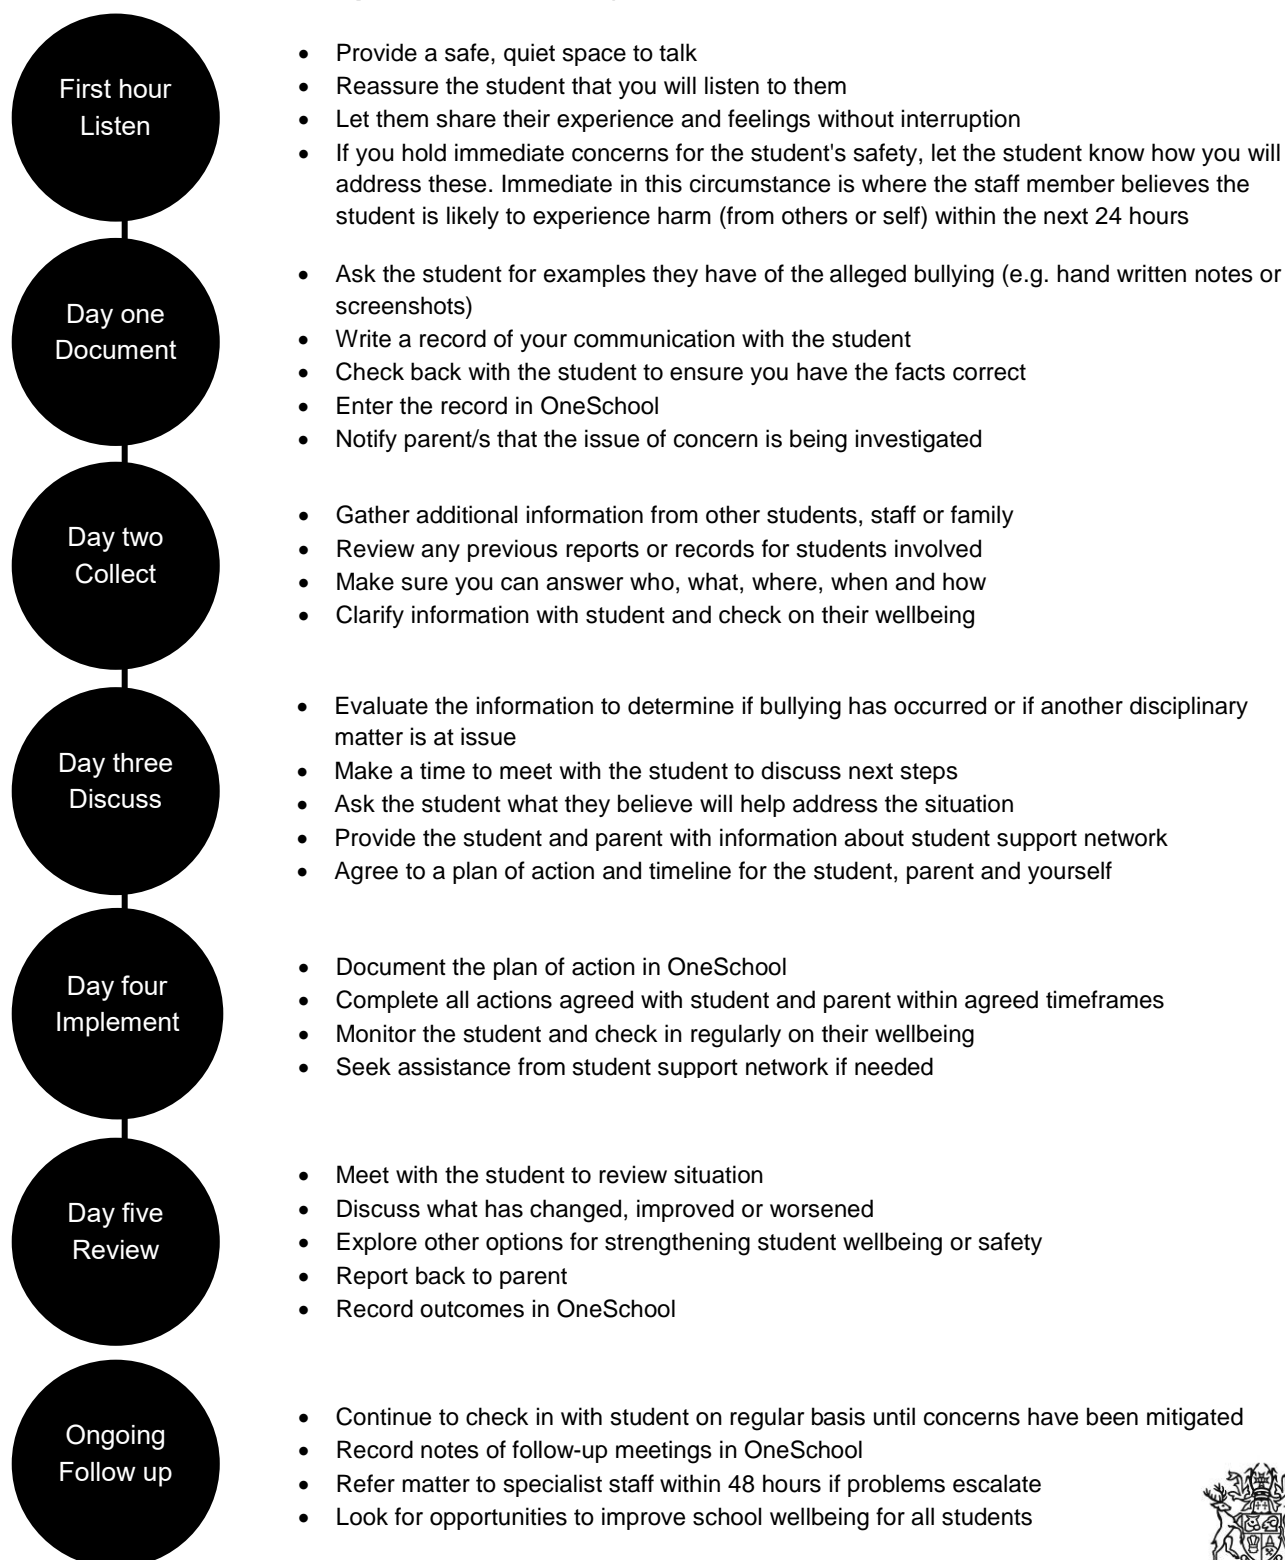 First hour
Listen
• Provide a safe, quiet space to talk
• Reassure the student that you will listen to them
• Let them share their experience and feelings without interruption
• If you hold immediate concerns for the student's safety, let the student know how you will
address these. Immediate in this circumstance is where the staff member believes the
student is likely to experience harm (from others or self) within the next 24 hours
Day one
Document
• Ask the student for examples they have of the alleged bullying (e.g. hand written notes or
screenshots)
• Write a record of your communication with the student
• Check back with the student to ensure you have the facts correct
• Enter the record in OneSchool
• Notify parent/s that the issue of concern is being investigated
Day two
Collect
• Gather additional information from other students, staff or family
• Review any previous reports or records for students involved
• Make sure you can answer who, what, where, when and how
• Clarify information with student and check on their wellbeing
Day three
Discuss
• Evaluate the information to determine if bullying has occurred or if another disciplinary
matter is at issue
• Make a time to meet with the student to discuss next steps
• Ask the student what they believe will help address the situation
• Provide the student and parent with information about student support network
• Agree to a plan of action and timeline for the student, parent and yourself
Day four
Implement
• Document the plan of action in OneSchool
• Complete all actions agreed with student and parent within agreed timeframes
• Monitor the student and check in regularly on their wellbeing
• Seek assistance from student support network if needed
Day five
Review
• Meet with the student to review situation
• Discuss what has changed, improved or worsened
• Explore other options for strengthening student wellbeing or safety
• Report back to parent
• Record outcomes in OneSchool
Ongoing
Follow up
• Continue to check in with student on regular basis until concerns have been mitigated
• Record notes of follow-up meetings in OneSchool
• Refer matter to specialist staff within 48 hours if problems escalate
• Look for opportunities to improve school wellbeing for all students